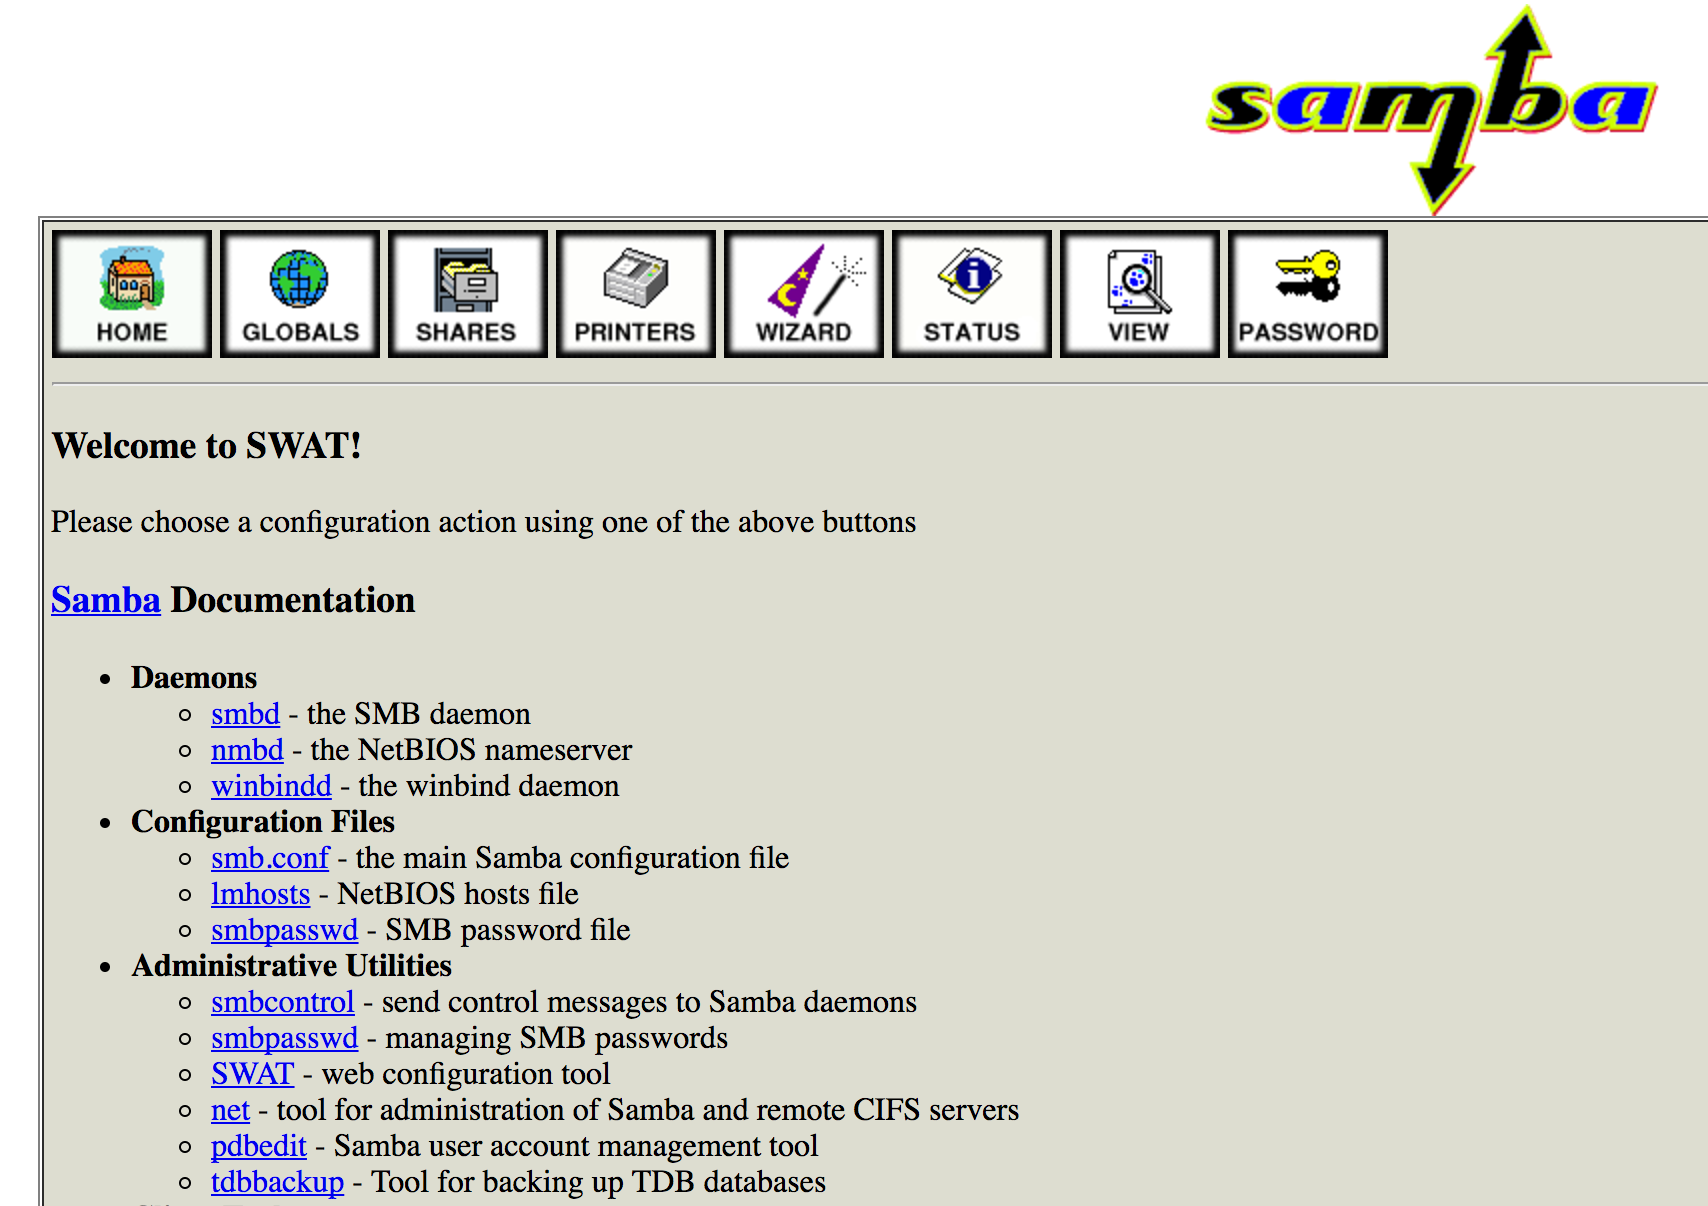 samba
HOME GLOBALS SHARES PRINTERS WIZARD STATUS VIEW PASSWORD
Welcome to SWAT!
Please choose a configuration action using one of the above buttons
Samba Documentation
Daemons
smbd - the SMB daemon
nmbd - the NetBIOS nameserver
winbindd - the winbind daemon
Configuration Files
smb.conf - the main Samba configuration file
lmhosts - NetBIOS hosts file
smbpasswd - SMB password file
Administrative Utilities
smbcontrol - send control messages to Samba daemons
smbpasswd - managing SMB passwords
SWAT - web configuration tool
net - tool for administration of Samba and remote CIFS servers
pdbedit - Samba user account management tool
tdbbackup - Tool for backing up TDB databases